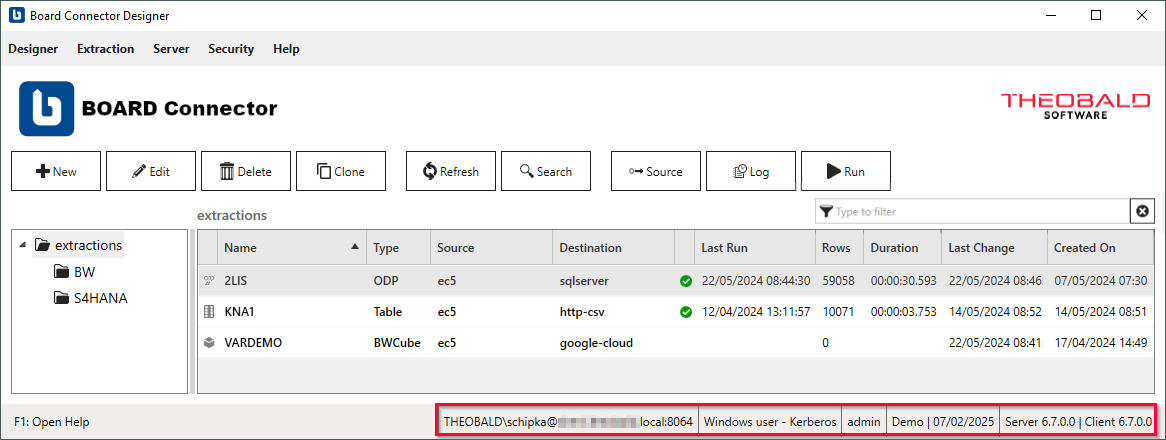 Board Connector Designer
Designer Extraction Server Security Help
BOARD Connector
THEOBALD
SOFTWARE
New Edit Delete Clone Refresh Search Source Log Run
extractions
Type to filter
extractions
BW
S4HANA
Name Type Source Destination Last Run Rows Duration Last Change Created On
2LIS ODP ec5 sqlserver 22/05/2024 08:44:30 59058 00:00:30.593 22/05/2024 08:46 07/05/2024 07:30
KNA1 Table ec5 http-csv 12/04/2024 13:11:57 10071 00:00:03.753 14/05/2024 08:52 14/05/2024 08:51
VARDEMO BWCube ec5 google-cloud 0 22/05/2024 08:41 17/04/2024 14:49
F1: Open Help THEOBALD\schipka@ local:8064 Windows user - Kerberos admin Demo | 07/02/2025 Server 6.7.0.0 | Client 6.7.0.0